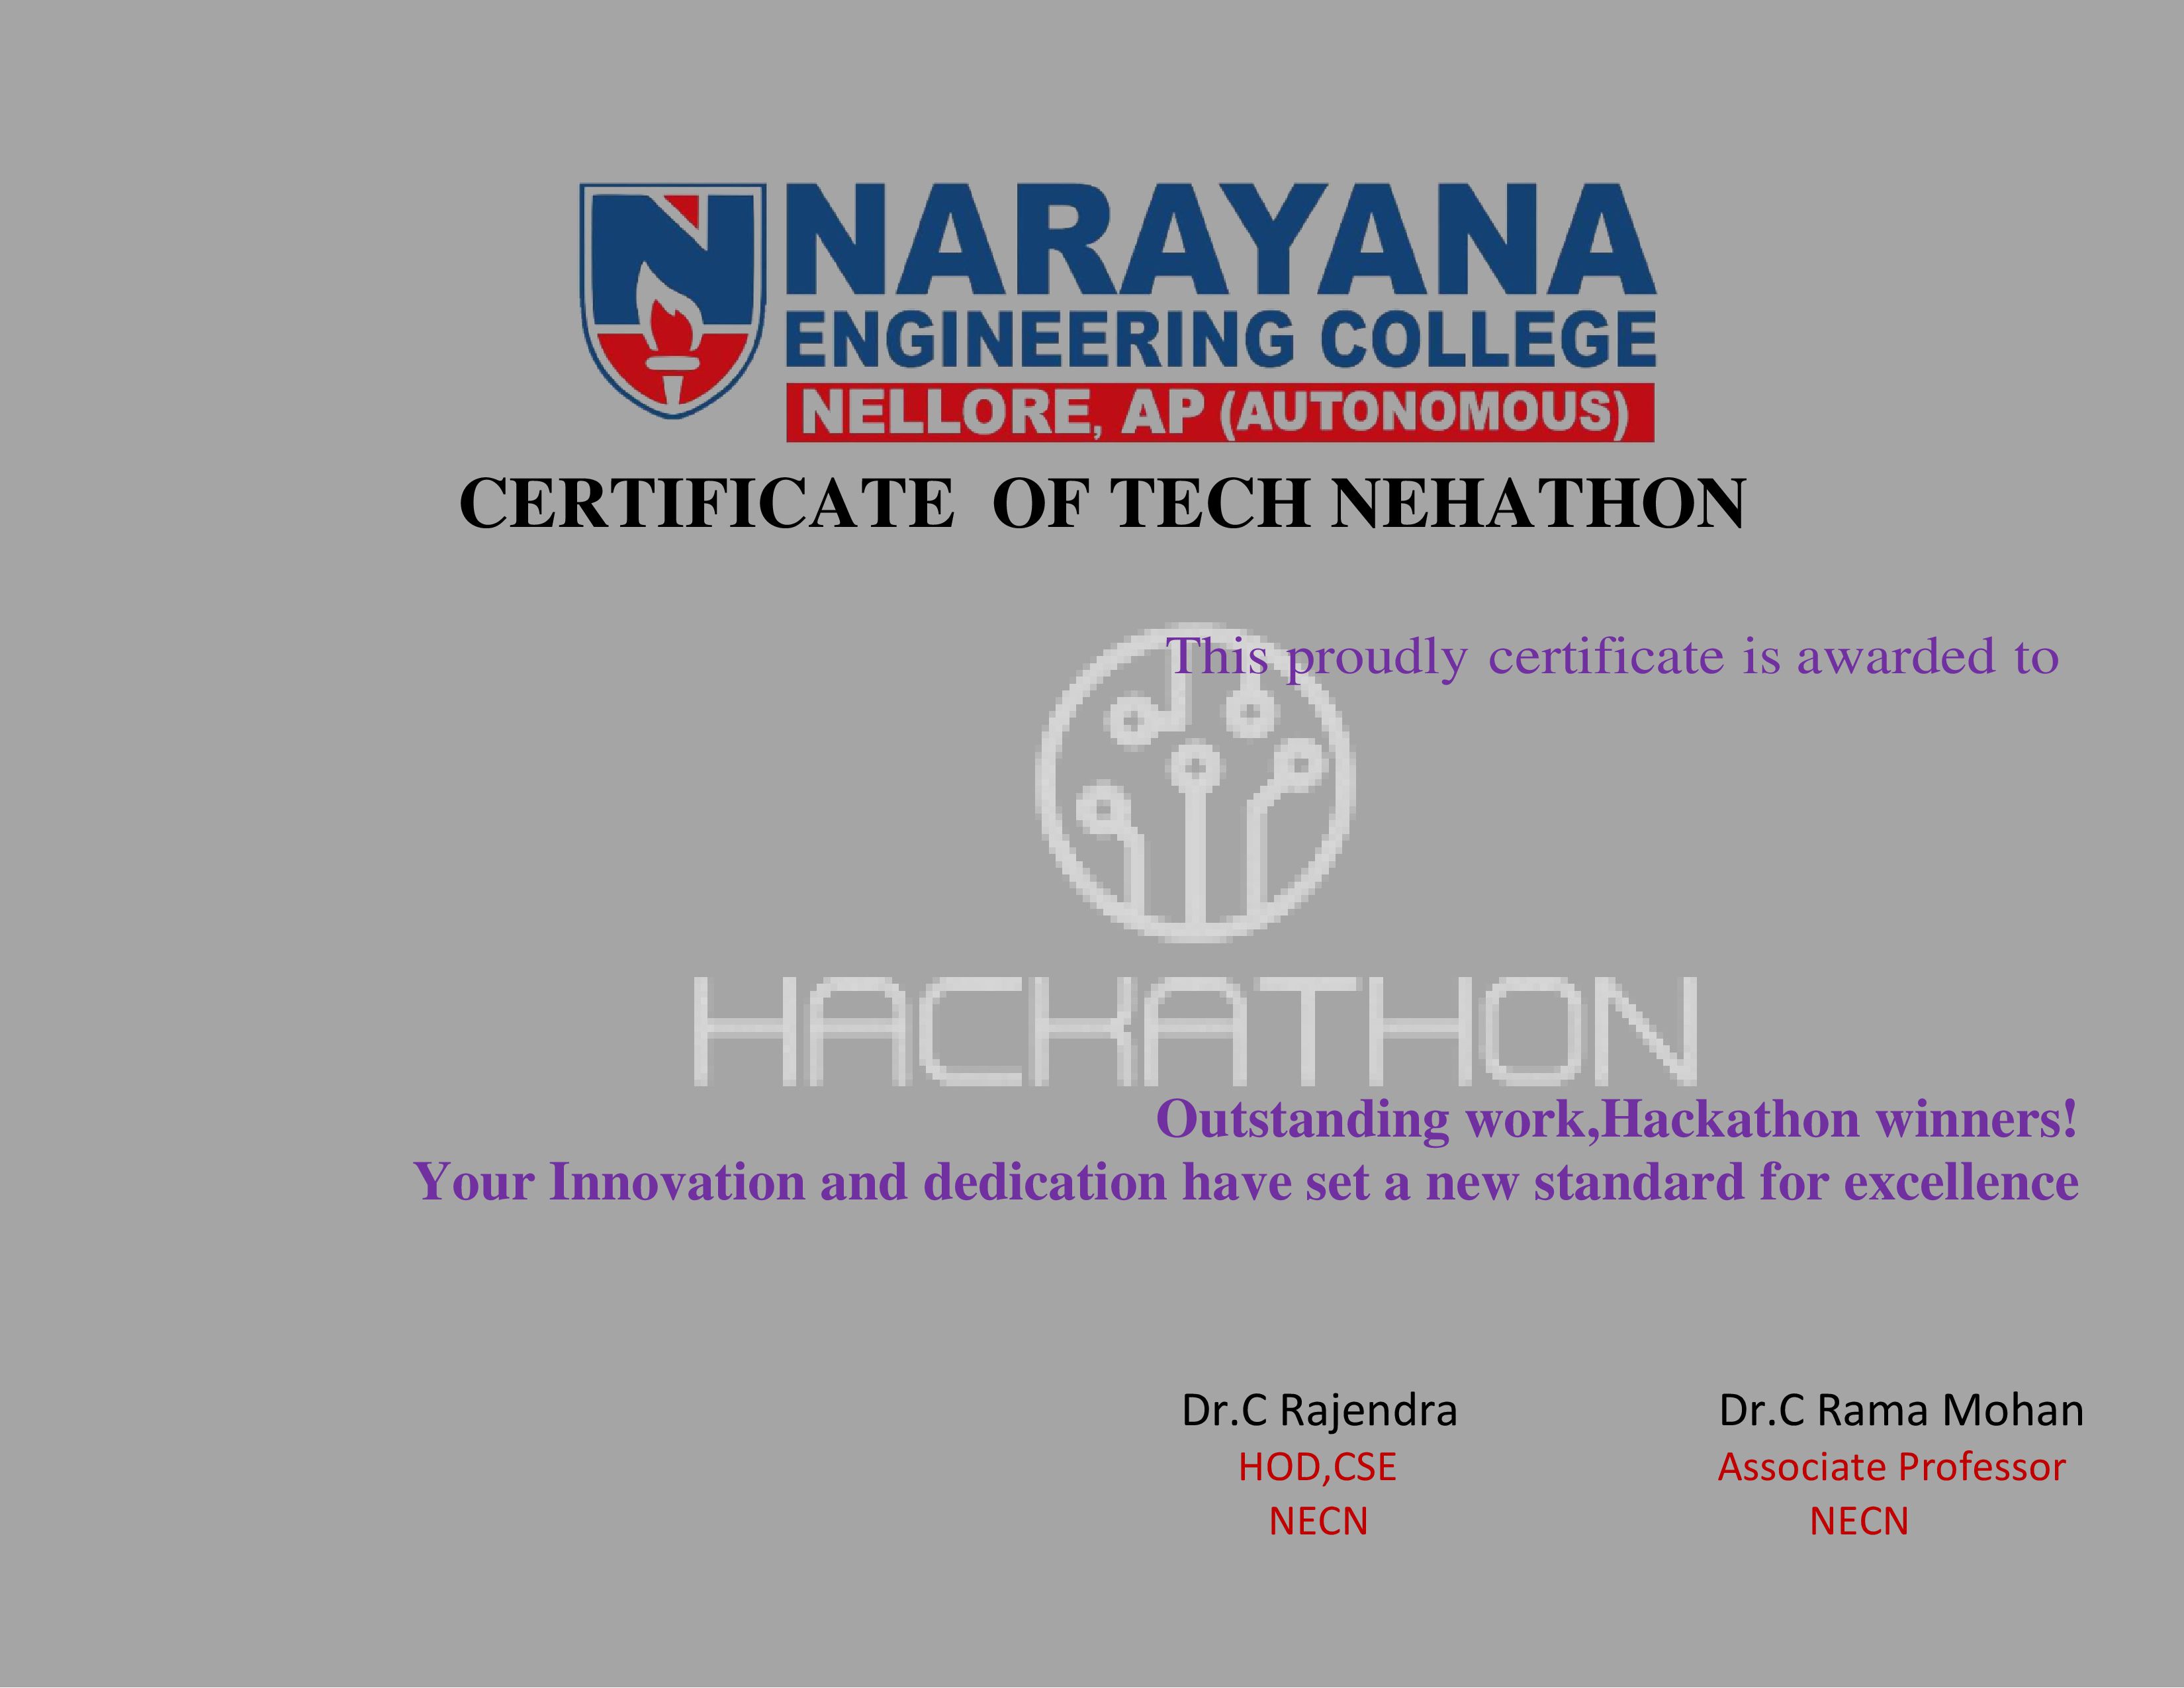 NARAYANA
ENGINEERING COLLEGE
NELLORE, AP (AUTONOMOUS)
CERTIFICATE OF TECH NEHATHON
This proudly certificate is awarded to
HACKATHON
Outstanding work,Hackathon winners!
Your Innovation and dedication have set a new standard for excellence
Dr.C Rajendra Dr.C Rama Mohan
HOD,CSE Associate Professor
NECN NECN